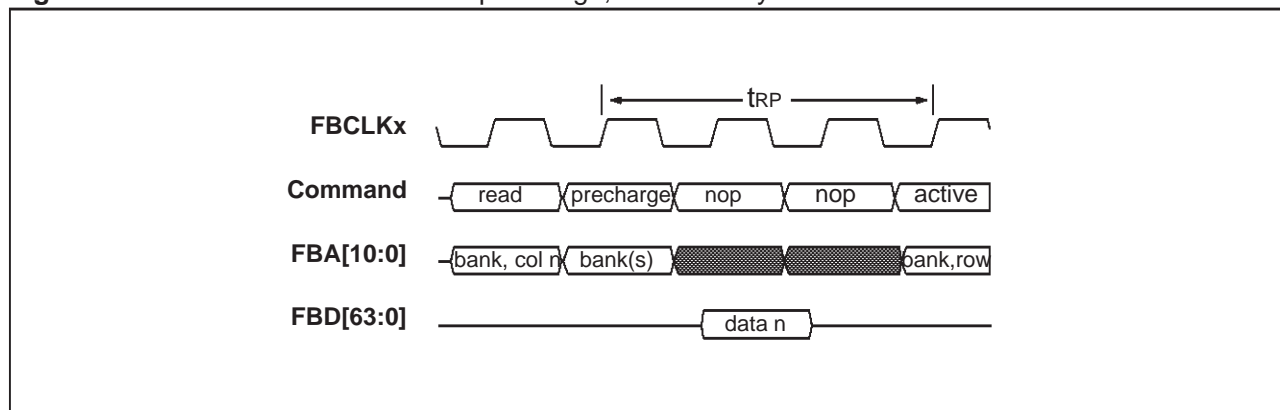 tRP
FBCLKx
Command read precharge nop nop active
FBA[10:0] bank, col n bank(s) bank,row
FBD[63:0] data n